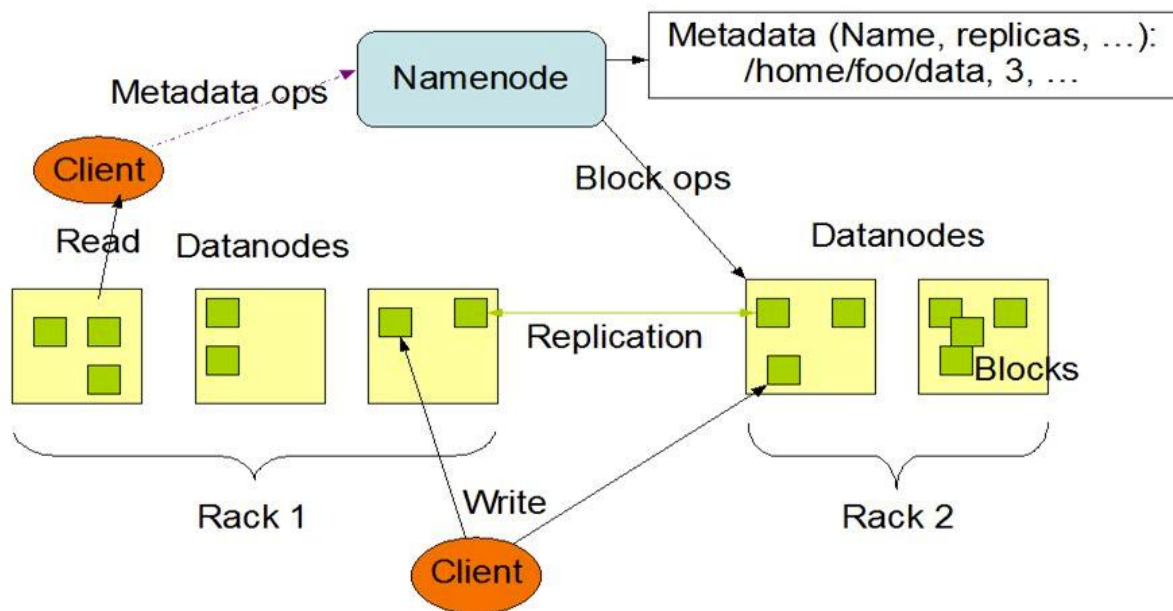 Metadata (Name, replicas, …):
/home/foo/data, 3, …
Namenode
Metadata ops
Client
Block ops
Read
Datanodes
Datanodes
Replication
Blocks
Rack 1
Write
Rack 2
Client